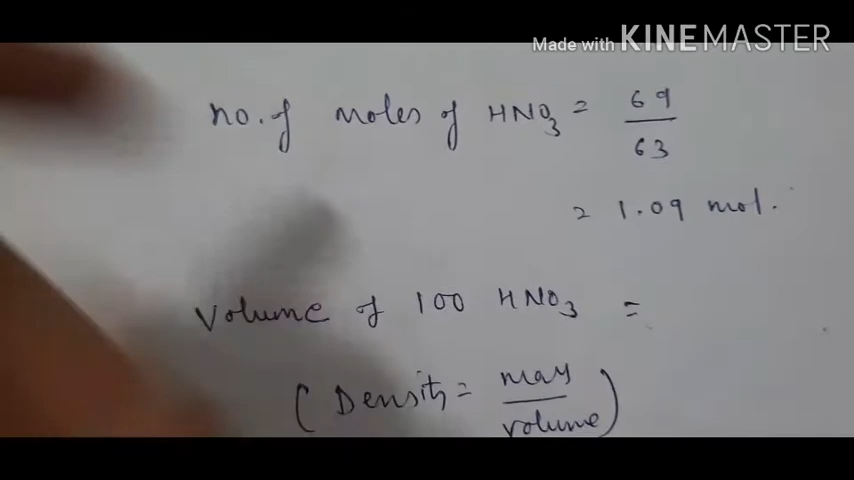 Made with KINEMASTER
no. of moles of HNO3 = 69/63
= 1.09 mol.
Volume of 100 HNO3 =
( Density = mass/volume )